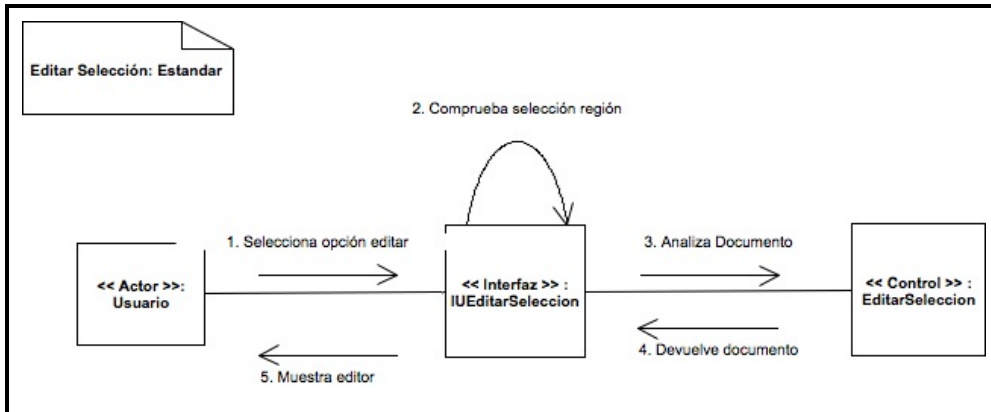 Editar Selección: Estandar
2. Comprueba selección región
1. Selecciona opción editar
3. Analiza Documento
<< Actor >>:
Usuario
<< Interfaz >> :
IUEditarSeleccion
<< Control >> :
EditarSeleccion
4. Devuelve documento
5. Muestra editor